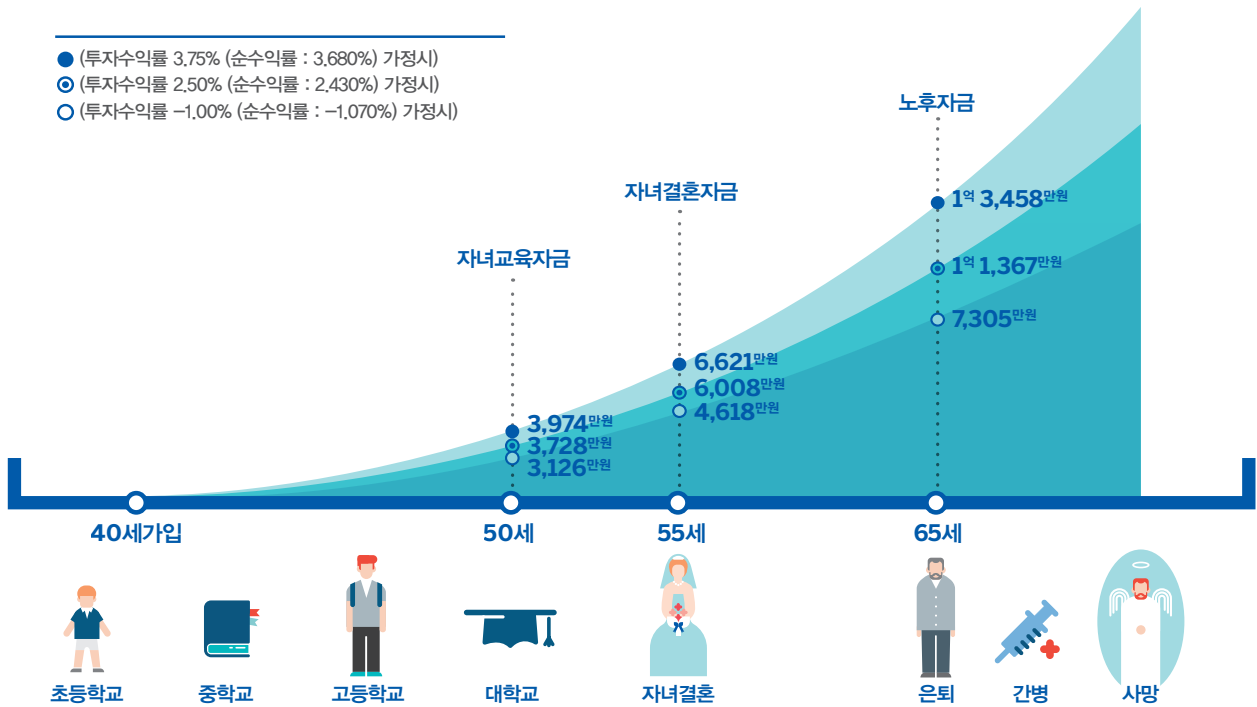 (투자수익률 3.75% (순수익률 : 3.680%) 가정시)
(투자수익률 2.50% (순수익률 : 2.430%) 가정시)
(투자수익률 -1.00% (순수익률 : -1.070%) 가정시)
노후자금
1억 3,458만원
1억 1,367만원
7,305만원
자녀결혼자금
6,621만원
6,008만원
4,618만원
자녀교육자금
3,974만원
3,728만원
3,126만원
40세가입
50세
55세
65세
초등학교
중학교
고등학교
대학교
자녀결혼
은퇴
간병
사망